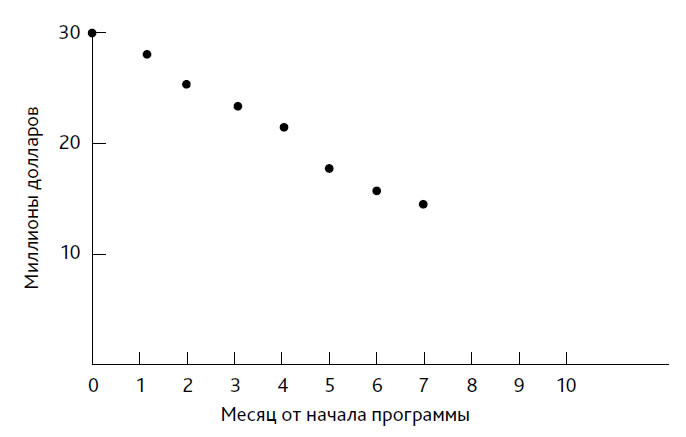 30
20
10
Миллионы долларов
0 1 2 3 4 5 6 7 8 9 10
Месяц от начала программы